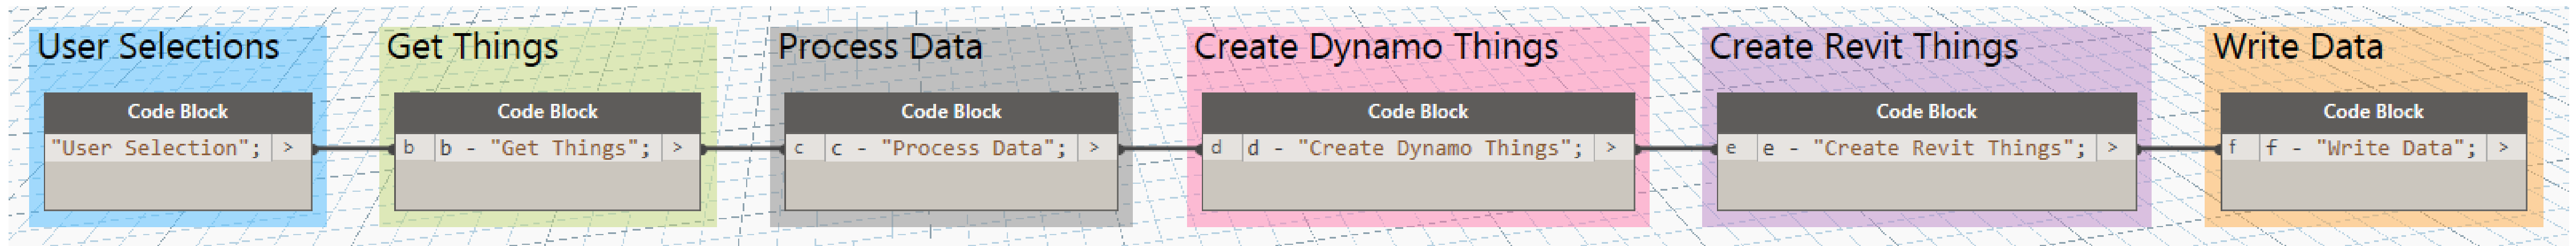 User Selections
Get Things
Process Data
Create Dynamo Things
Create Revit Things
Write Data
Code Block
"User Selection"; >
Code Block
b b - "Get Things"; >
Code Block
c c - "Process Data"; >
Code Block
d d - "Create Dynamo Things"; >
Code Block
e e - "Create Revit Things"; >
Code Block
f f - "Write Data"; >